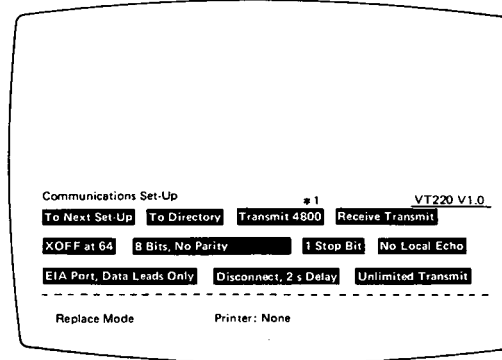 Communications Set-Up *1 VT220 V1.0
To Next Set-Up To Directory Transmit 4800 Receive Transmit
XOFF at 64 8 Bits, No Parity 1 Stop Bit No Local Echo
EIA Port, Data Leads Only Disconnect, 2 s Delay Unlimited Transmit
Replace Mode Printer: None